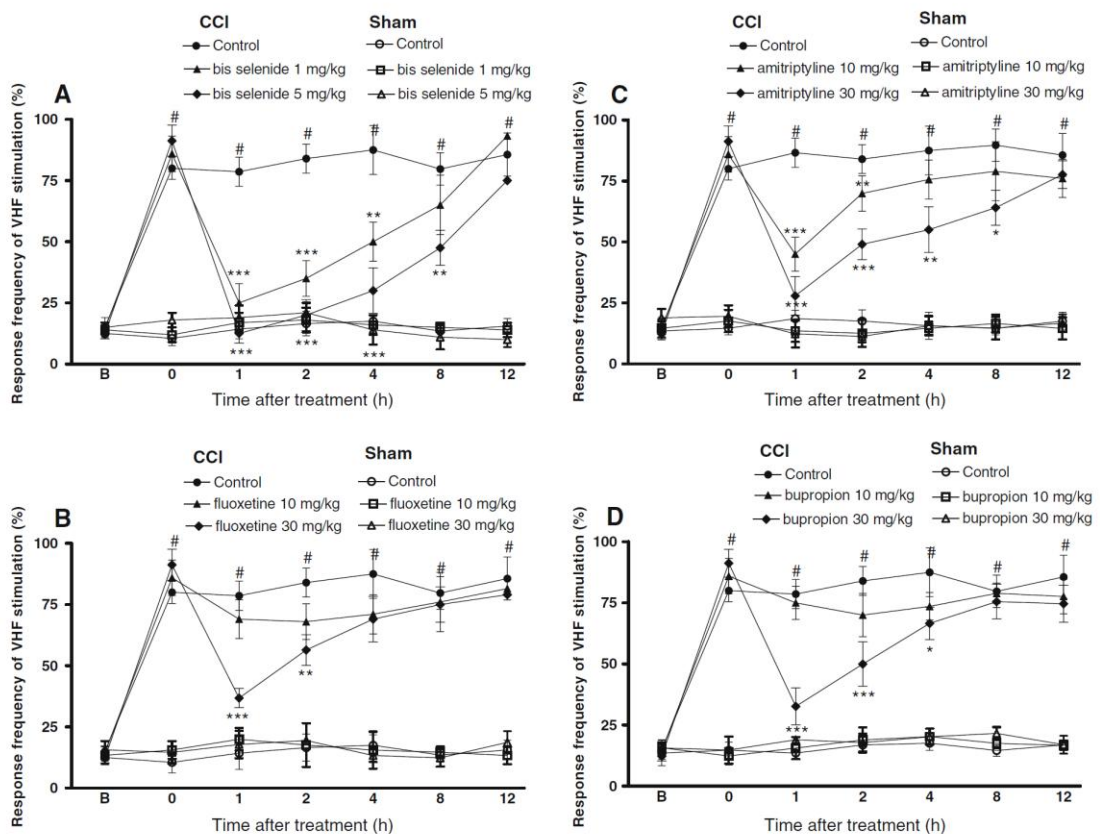 A
CCI
Sham
Control
Control
bis selenide 1 mg/kg
bis selenide 1 mg/kg
bis selenide 5 mg/kg
bis selenide 5 mg/kg
Response frequency of VHF stimulation (%)
100
75
50
25
0
# # # # # # #
*** *** ** **
*** *** ***
B 0 1 2 4 8 12
Time after treatment (h)
C
CCI
Sham
Control
Control
amitriptyline 10 mg/kg
amitriptyline 10 mg/kg
amitriptyline 30 mg/kg
amitriptyline 30 mg/kg
Response frequency of VHF stimulation (%)
100
75
50
25
0
# # # # # # #
*** **
*** *** ** *
B 0 1 2 4 8 12
Time after treatment (h)
B
CCI
Sham
Control
Control
fluoxetine 10 mg/kg
fluoxetine 10 mg/kg
fluoxetine 30 mg/kg
fluoxetine 30 mg/kg
Response frequency of VHF stimulation (%)
100
75
50
25
0
# # # # # # #
*** **
B 0 1 2 4 8 12
Time after treatment (h)
D
CCI
Sham
Control
Control
bupropion 10 mg/kg
bupropion 10 mg/kg
bupropion 30 mg/kg
bupropion 30 mg/kg
Response frequency of VHF stimulation (%)
100
75
50
25
0
# # # # # # #
*** *** *
B 0 1 2 4 8 12
Time after treatment (h)